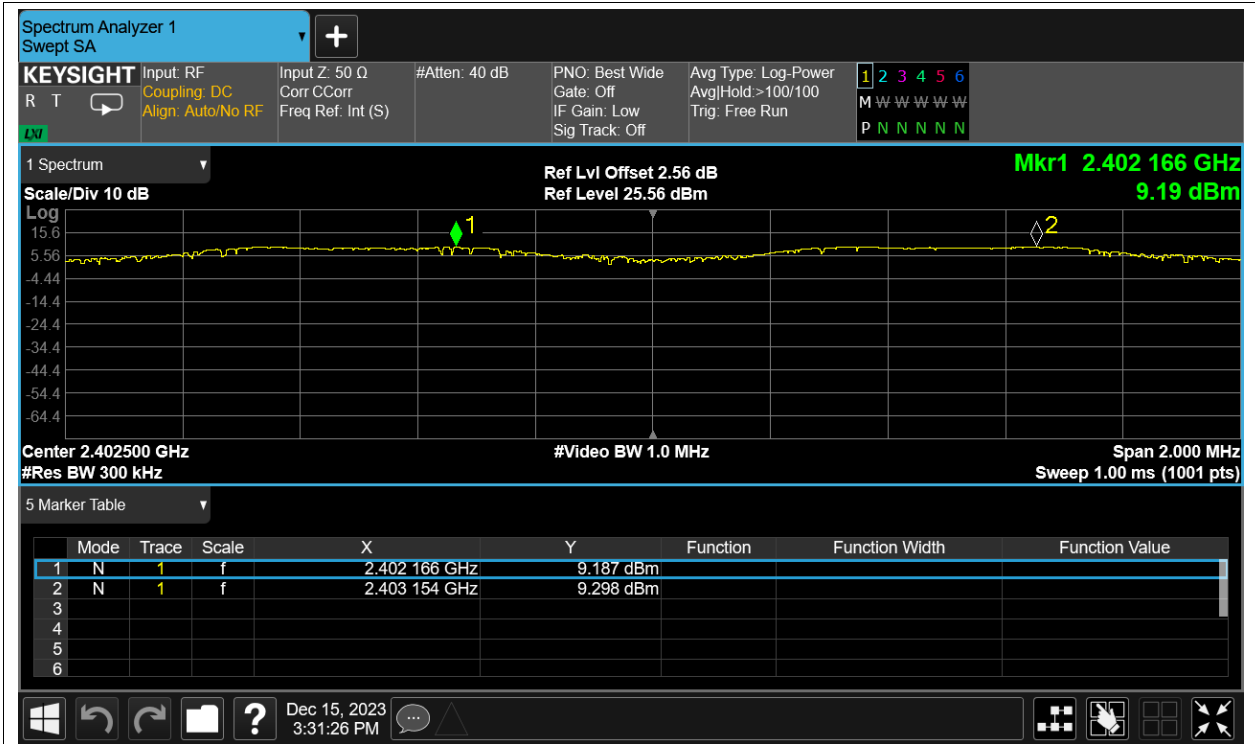 Spectrum Analyzer 1
Swept SA
KEYSIGHT
R T
LXI
Input: RF
Coupling: DC
Align: Auto/No RF
Input Z: 50 Ω
Corr CCorr
Freq Ref: Int (S)
#Atten: 40 dB
PNO: Best Wide
Gate: Off
IF Gain: Low
Sig Track: Off
Avg Type: Log-Power
Avg|Hold:>100/100
Trig: Free Run
1 2 3 4 5 6
M W W W W W
P N N N N N
1 Spectrum
Scale/Div 10 dB
Ref Lvl Offset 2.56 dB
Ref Level 25.56 dBm
Mkr1 2.402 166 GHz
9.19 dBm
Log
15.6
5.56
-4.44
-14.4
-24.4
-34.4
-44.4
-54.4
-64.4
1
2
Center 2.402500 GHz
#Res BW 300 kHz
#Video BW 1.0 MHz
Span 2.000 MHz
Sweep 1.00 ms (1001 pts)
5 Marker Table
Mode Trace Scale X Y Function Function Width Function Value
1 N 1 f 2.402 166 GHz 9.187 dBm
2 N 1 f 2.403 154 GHz 9.298 dBm
3
4
5
6
?
Dec 15, 2023
3:31:26 PM